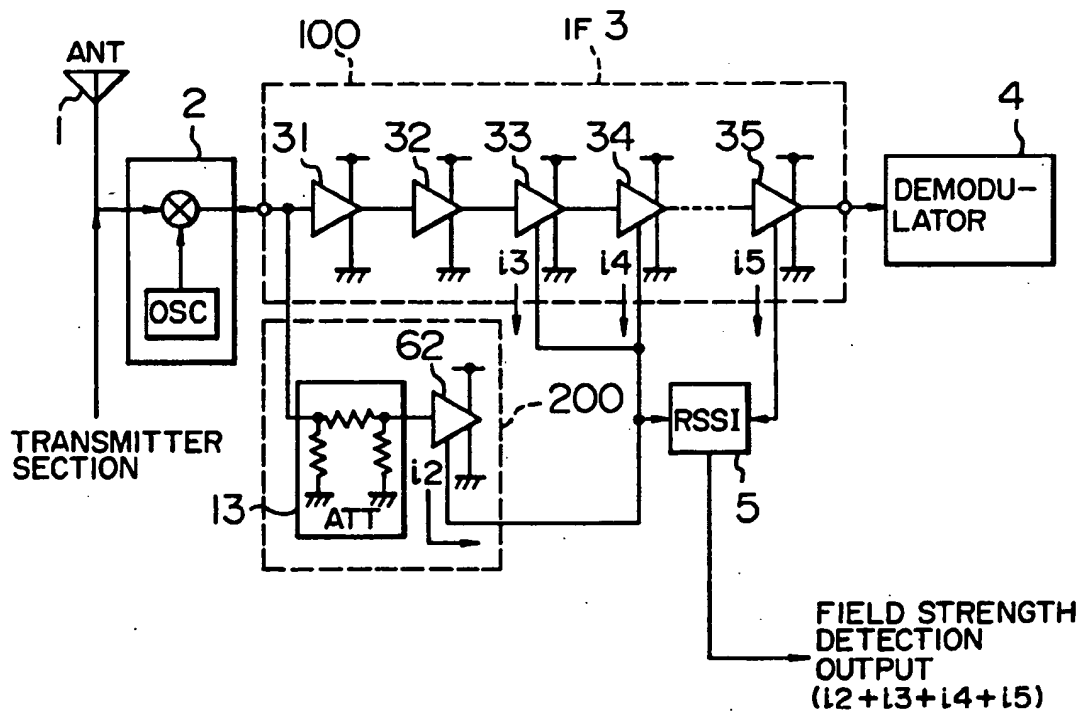 100
IF 3
ANT
1
2
31
32
33
34
35
4
DEMODU-
LATOR
OSC
i3
i4
i5
62
200
RSSI
5
TRANSMITTER
SECTION
13
ATT
i2
FIELD STRENGTH
DETECTION
OUTPUT
(i2+i3+i4+i5)